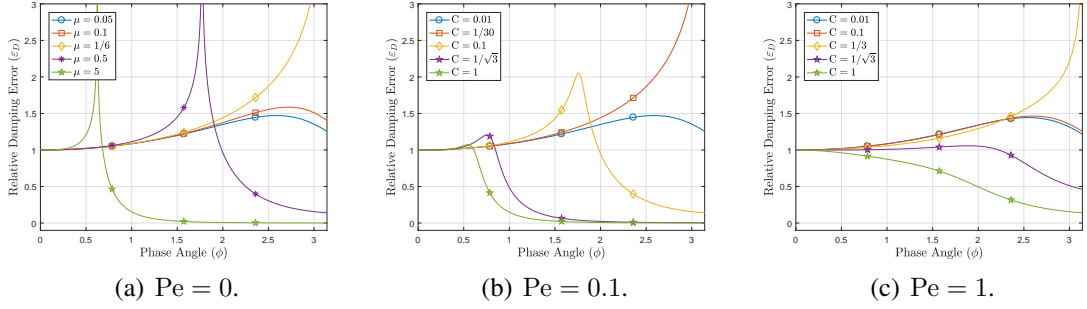 3
2.5
2
1.5
1
0.5
0
Relative Damping Error (ε_D)
μ = 0.05
μ = 0.1
μ = 1/6
μ = 0.5
μ = 5
0 0.5 1 1.5 2 2.5 3
Phase Angle (φ)
(a) Pe = 0.
3
2.5
2
1.5
1
0.5
0
Relative Damping Error (ε_D)
C = 0.01
C = 1/30
C = 0.1
C = 1/√3
C = 1
0 0.5 1 1.5 2 2.5 3
Phase Angle (φ)
(b) Pe = 0.1.
3
2.5
2
1.5
1
0.5
0
Relative Damping Error (ε_D)
C = 0.01
C = 0.1
C = 1/3
C = 1/√3
C = 1
0 0.5 1 1.5 2 2.5 3
Phase Angle (φ)
(c) Pe = 1.